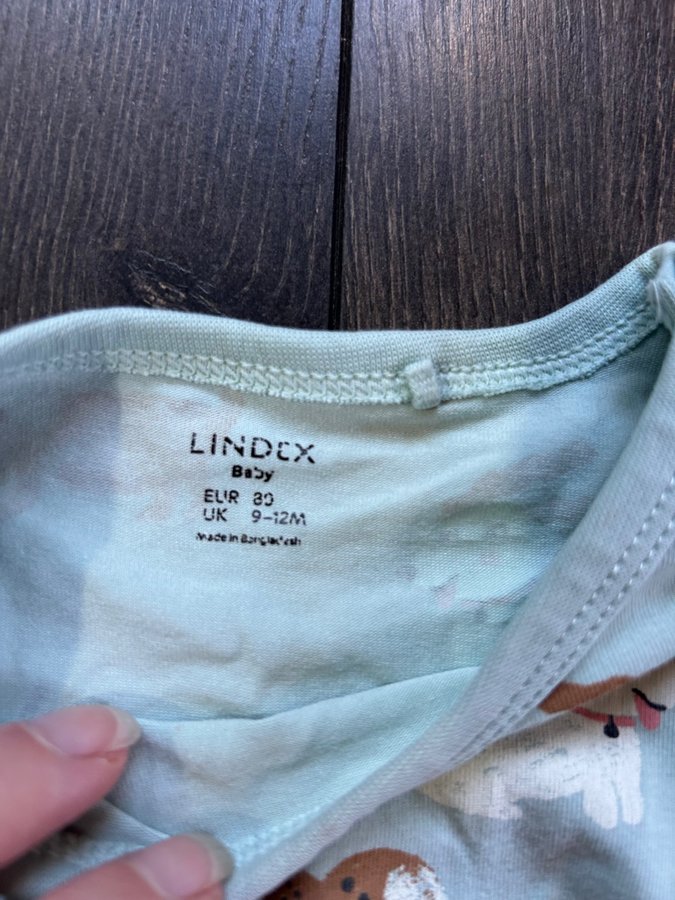 LINDEX
Baby
EUR 80
UK 9-12M
Made in Bangladesh